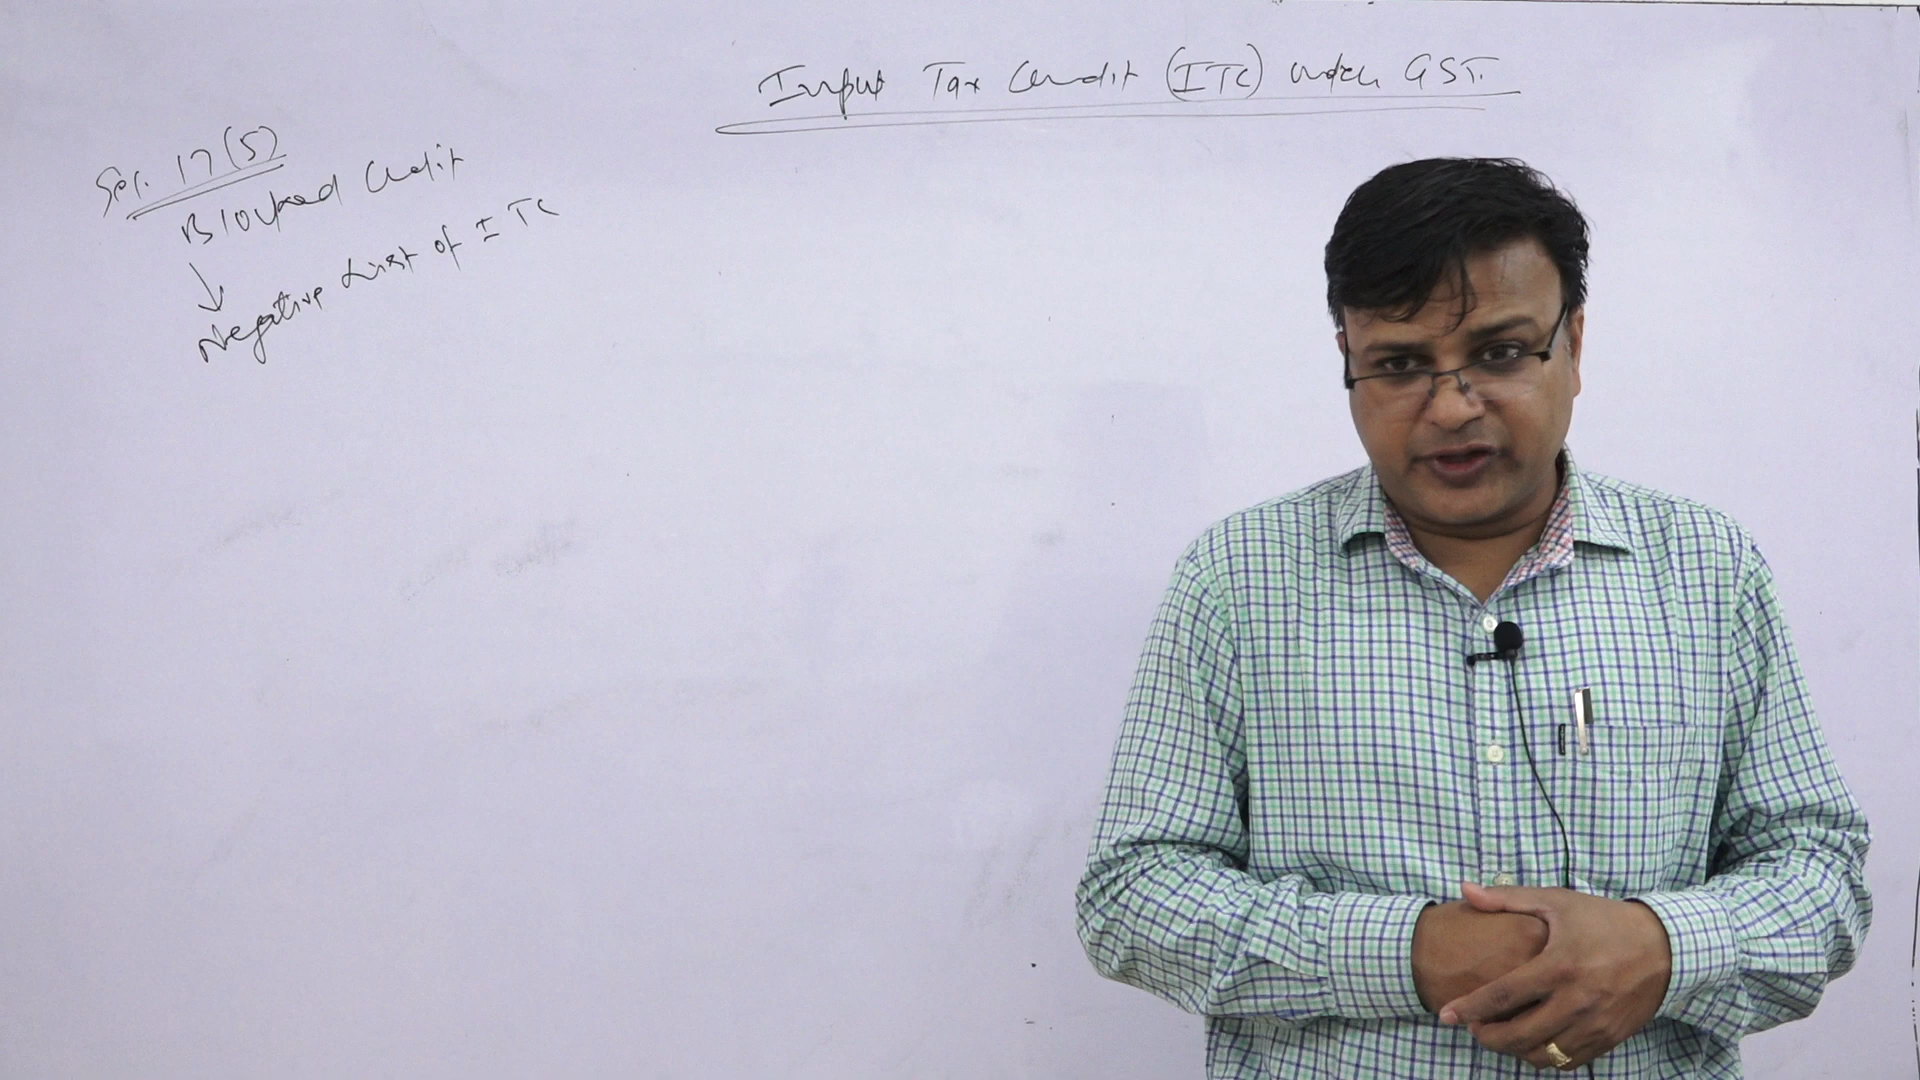 Input Tax Credit (ITC) under GST.
Sec. 17(5)
Blocked Credit
Negative List of ITC